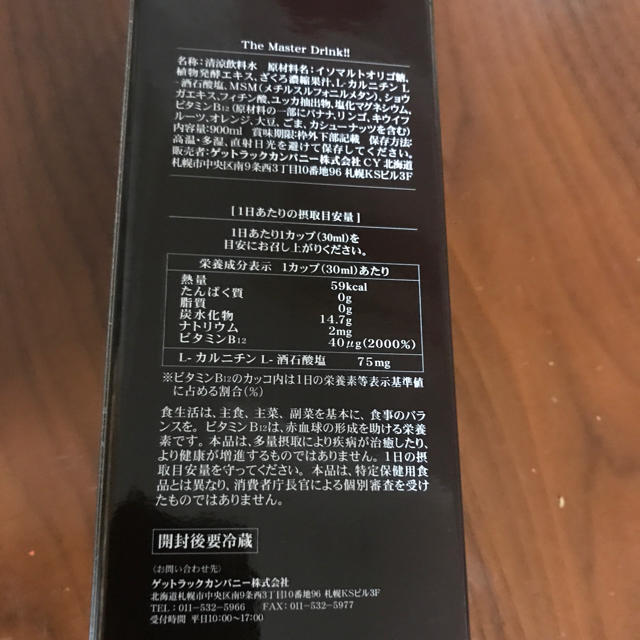 The Master Drink!!
名称:清涼飲料水　原材料名:イソマルトオリゴ糖,
植物発酵エキス,ざくろ濃縮果汁,L-カルニチン L
-酒石酸塩,MSM(メチルスルフォニルメタン),ショウ
ガエキス,フィチン酸,ユッカ抽出物,塩化マグネシウム,
ビタミンB12 (原材料の一部にバナナ,リンゴ,キウイフ
ルーツ,オレンジ,大豆,ごま,カシューナッツを含む)
内容量:900ml　賞味期限:枠外下部記載　保存方法:
高温・多湿、直射日光を避けて保存してください。
販売者:ゲットラックカンパニー株式会社 CY 北海道
札幌市中央区南9条西3丁目10番地96 札幌KSビル3F
[1日あたりの摂取目安量]
1日あたり1カップ(30ml)を
目安にお召し上がりください。
栄養成分表示　1カップ(30ml)あたり
熱量　59kcal
たんぱく質　0g
脂質　0g
炭水化物　14.7g
ナトリウム　2mg
ビタミンB12　40μg(2000%)
L- カルニチン L- 酒石酸塩　75mg
※ビタミンB12のカッコ内は1日の栄養素等表示基準値
に占める割合(%)
食生活は、主食、主菜、副菜を基本に、食事のバラ
ンスを。ビタミンB12は、赤血球の形成を助ける栄養
素です。本品は、多量摂取により疾病が治癒したり、
より健康が増進するものではありません。1日の摂
取目安量を守ってください。本品は、特定保健用食
品とは異なり、消費者庁長官による個別審査を受け
たものではありません。
開封後要冷蔵
〈お問い合わせ先〉
ゲットラックカンパニー株式会社
北海道札幌市中央区南9条西3丁目10番地96 札幌KSビル3F
TEL:011-532-5966　FAX:011-532-5977
受付時間 平日10:00〜17:00